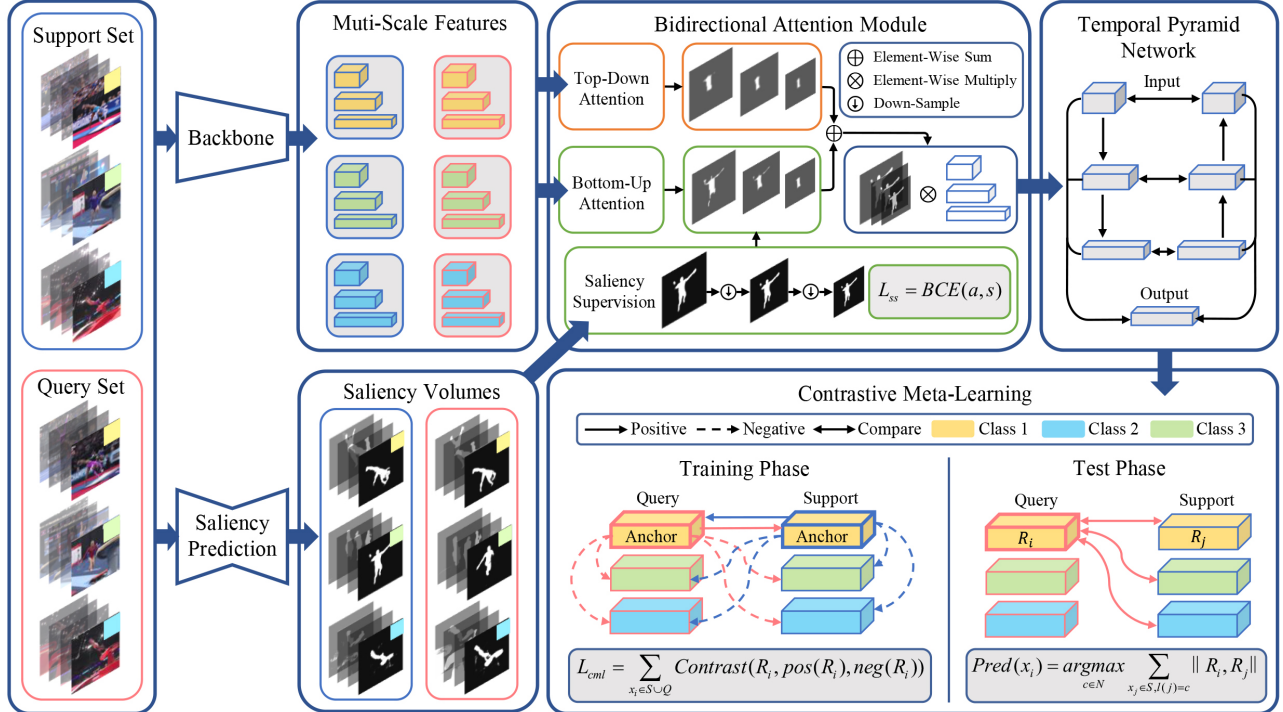 Support Set
Query Set
Backbone
Saliency
Prediction
Muti-Scale Features
Saliency Volumes
Bidirectional Attention Module
Top-Down
Attention
Bottom-Up
Attention
⊕ Element-Wise Sum
⊗ Element-Wise Multiply
Down-Sample
⊕
⊗
Saliency
Supervision
L_ss = BCE(a, s)
Temporal Pyramid
Network
Input
Output
Contrastive Meta-Learning
Positive Negative Compare Class 1 Class 2 Class 3
Training Phase
Query Support
Anchor Anchor
L_cml = ∑_{x_i∈S∪Q} Contrast(R_i, pos(R_i), neg(R_i))
Test Phase
Query Support
R_i R_j
Pred(x_i) = argmax_{c∈N} ∑_{x_j∈S,l(j)=c} || R_i, R_j ||